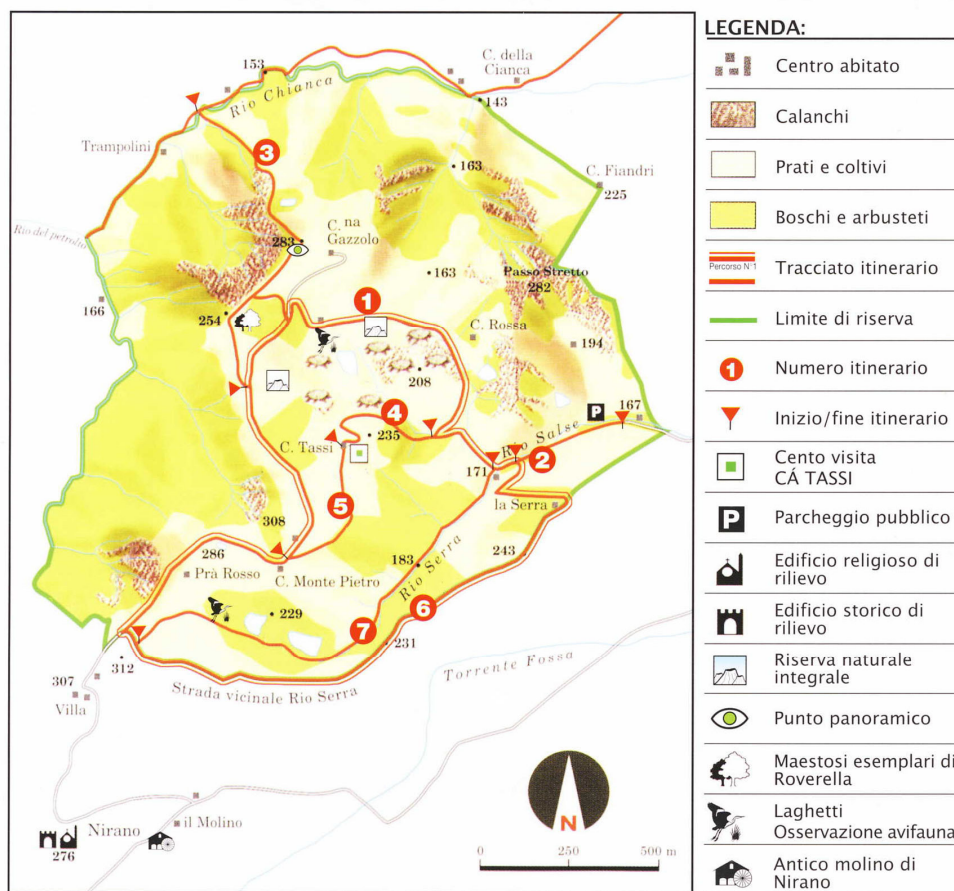 153
Rio Chianca
C. della
Cianca
143
Trampolini
3
163
C. Fiandri
225
Rio del petrolio
283
C. na
Gazzolo
163
Passo Stretto
282
166
254
1
C. Rossa
194
208
4
P
167
C. Tassi
235
Rio Salse
2
171
5
la Serra
308
286
Prà Rosso
C. Monte Pietro
183
Rio Serra
243
229
6
7
231
312
Torrente Fossa
307
Villa
Strada vicinale Rio Serra
Nirano
il Molino
276
N
0 250 500 m
LEGENDA:
Centro abitato
Calanchi
Prati e coltivi
Boschi e arbusteti
Percorso N°1
Tracciato itinerario
Limite di riserva
1
Numero itinerario
Inizio/fine itinerario
Cento visita
CÁ TASSI
P
Parcheggio pubblico
Edificio religioso di
rilievo
Edificio storico di
rilievo
Riserva naturale
integrale
Punto panoramico
Maestosi esemplari di
Roverella
Laghetti
Osservazione avifauna
Antico molino di
Nirano